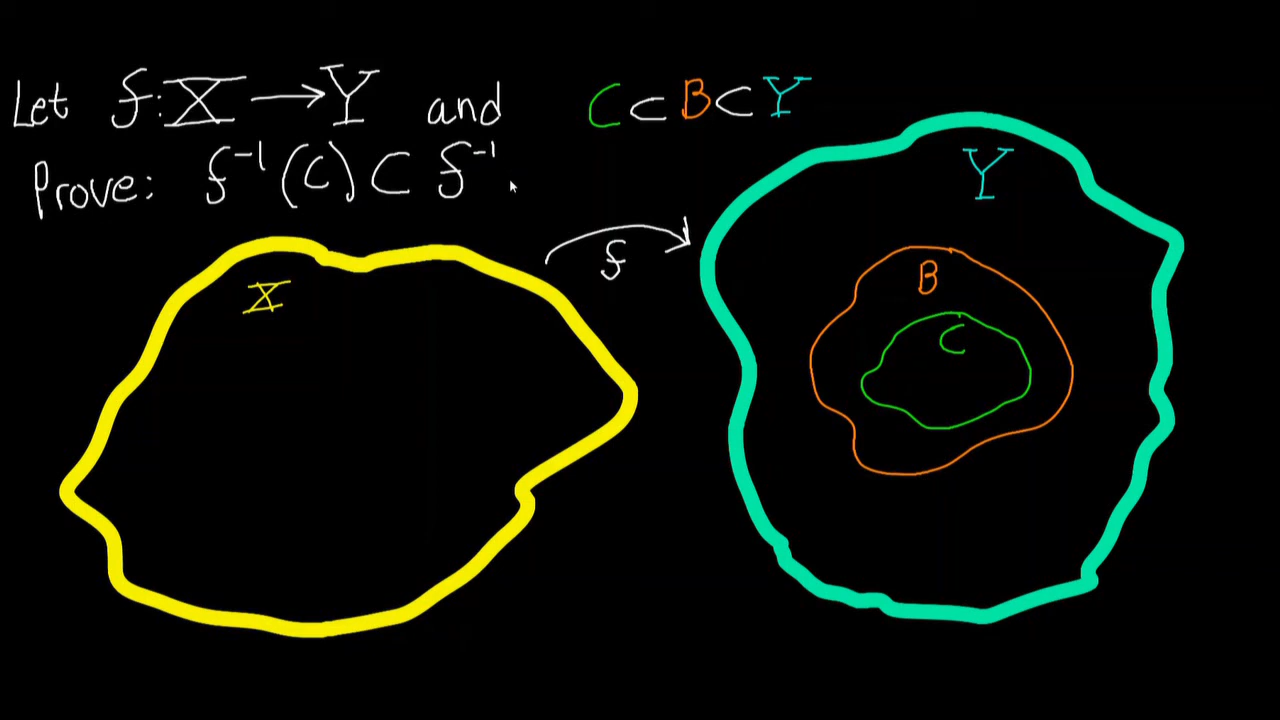 Let f: X → Y and C ⊂ B ⊂ Y
Prove: f⁻¹(C) ⊂ f⁻¹
f
X
Y
B
C